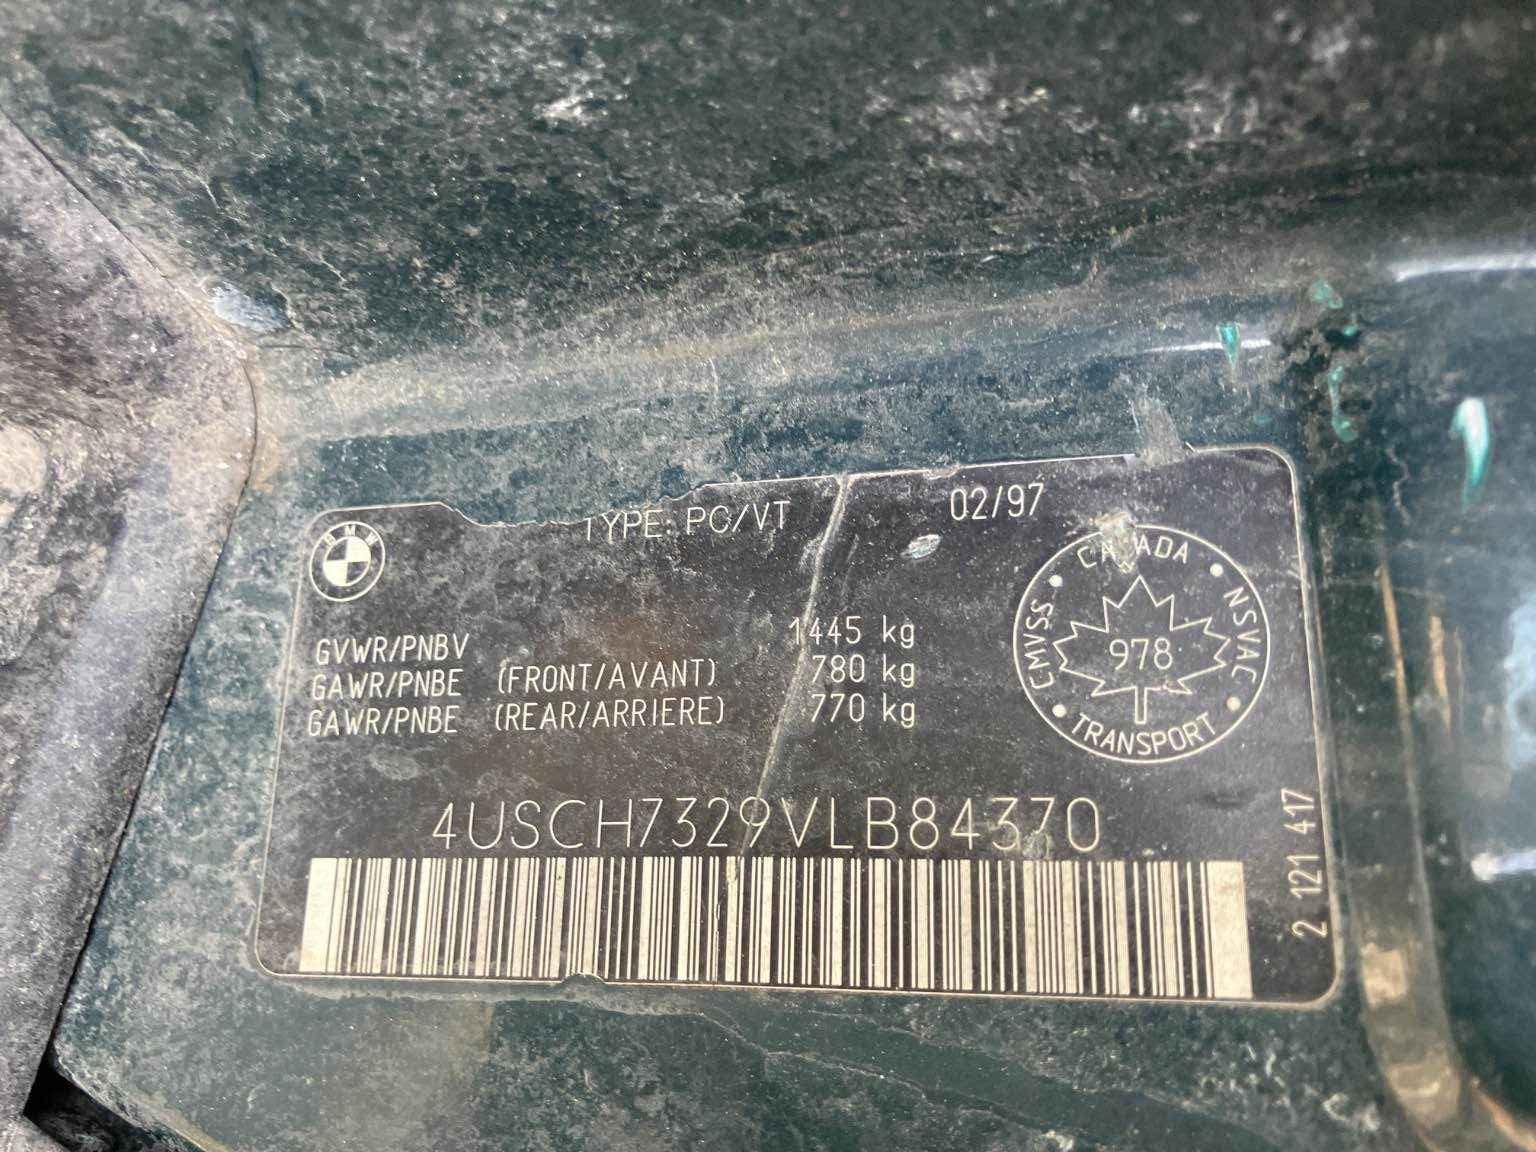 BMW
TYPE: PC/VT
02/97
GVWR/PNBV 1445 kg
GAWR/PNBE (FRONT/AVANT) 780 kg
GAWR/PNBE (REAR/ARRIERE) 770 kg
CANADA
CMVSS
NSVAC
978
TRANSPORT
4USCH7329VLB84370
2 121 417